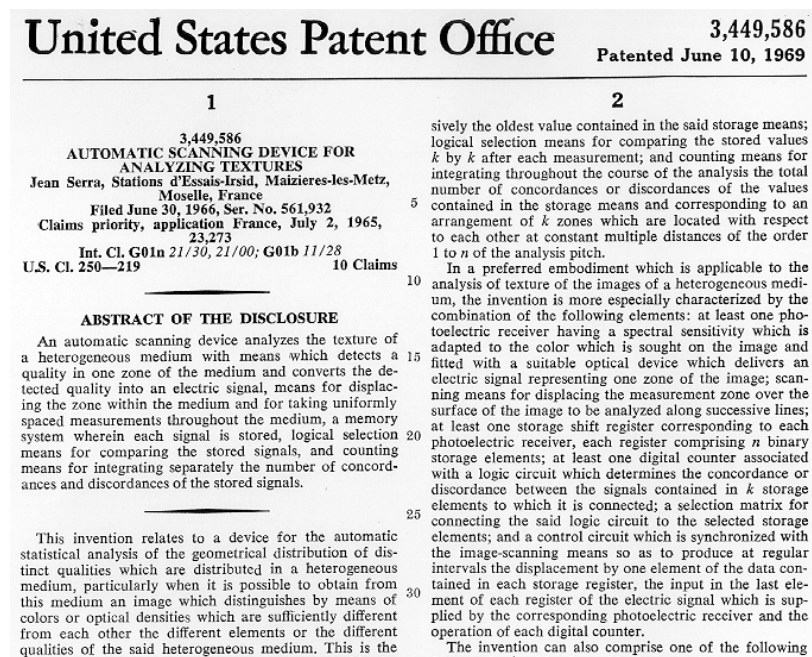 United States Patent Office
3,449,586
Patented June 10, 1969
1
3,449,586
AUTOMATIC SCANNING DEVICE FOR
ANALYZING TEXTURES
Jean Serra, Stations d'Essais-Irsid, Maizieres-les-Metz,
Moselle, France
Filed June 30, 1966, Ser. No. 561,932
Claims priority, application France, July 2, 1965,
23,273
Int. Cl. G01n 21/30, 21/00; G01b 11/28
U.S. Cl. 250—219 10 Claims
ABSTRACT OF THE DISCLOSURE
An automatic scanning device analyzes the texture of
a heterogeneous medium with means which detects a
quality in one zone of the medium and converts the de-
tected quality into an electric signal, means for displac-
ing the zone within the medium and for taking uniformly
spaced measurements throughout the medium, a memory
system wherein each signal is stored, logical selection
means for comparing the stored signals, and counting
means for integrating separately the number of concord-
ances and discordances of the stored signals.
This invention relates to a device for the automatic
statistical analysis of the geometrical distribution of dis-
tinct qualities which are distributed in a heterogeneous
medium, particularly when it is possible to obtain from
this medium an image which distinguishes by means of
colors or optical densities which are sufficiently different
from each other the different elements or the different
qualities of the said heterogeneous medium. This is the
5
10
15
20
25
30
2
sively the oldest value contained in the said storage means;
logical selection means for comparing the stored values
k by k after each measurement; and counting means for
integrating throughout the course of the analysis the total
number of concordances or discordances of the values
contained in the storage means and corresponding to an
arrangement of k zones which are located with respect
to each other at constant multiple distances of the order
1 to n of the analysis pitch.
In a preferred embodiment which is applicable to the
analysis of texture of the images of a heterogeneous medi-
um, the invention is more especially characterized by the
combination of the following elements: at least one pho-
toelectric receiver having a spectral sensitivity which is
adapted to the color which is sought on the image and
fitted with a suitable optical device which delivers an
electric signal representing one zone of the image; scan-
ning means for displacing the measurement zone over the
surface of the image to be analyzed along successive lines;
at least one storage shift register corresponding to each
photoelectric receiver, each register comprising n binary
storage elements; at least one digital counter associated
with a logic circuit which determines the concordance or
discordance between the signals contained in k storage
elements to which it is connected; a selection matrix for
connecting the said logic circuit to the selected storage
elements; and a control circuit which is synchronized with
the image-scanning means so as to produce at regular
intervals the displacement by one element of the data con-
tained in each storage register, the input in the last ele-
ment of each register of the electric signal which is sup-
plied by the corresponding photoelectric receiver and the
operation of each digital counter.
The invention can also comprise one of the following